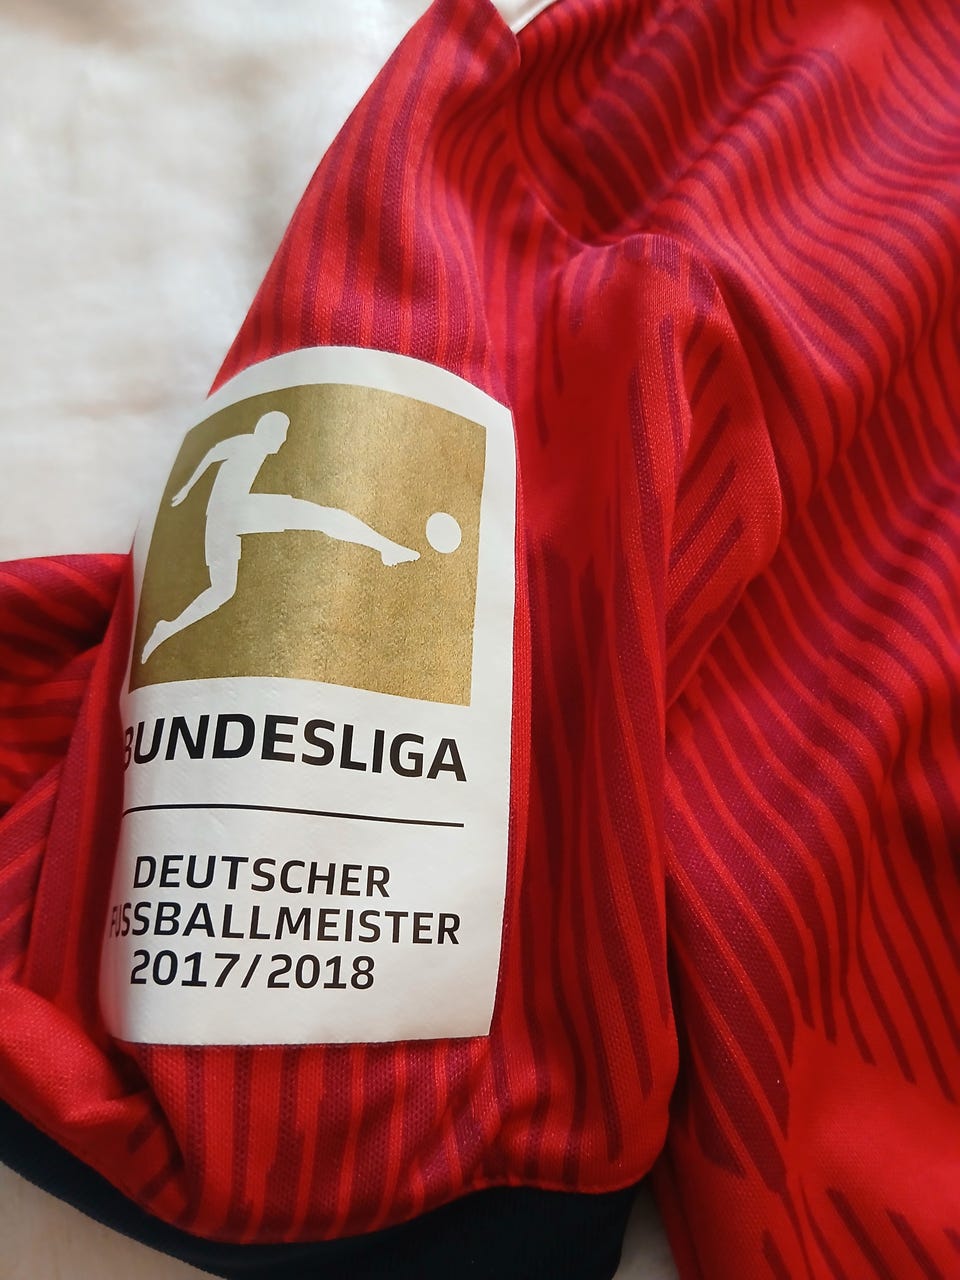 BUNDESLIGA
DEUTSCHER
FUSSBALLMEISTER
2017/2018